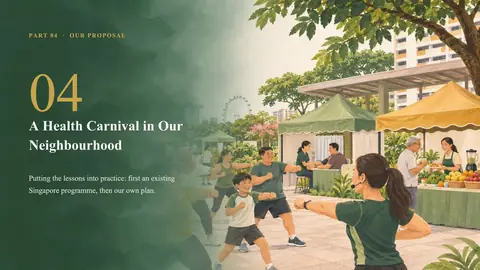 PART 04 · OUR PROPOSAL
04
A Health Carnival in Our
Neighbourhood
Putting the lessons into practice: first an existing
Singapore programme, then our own plan.